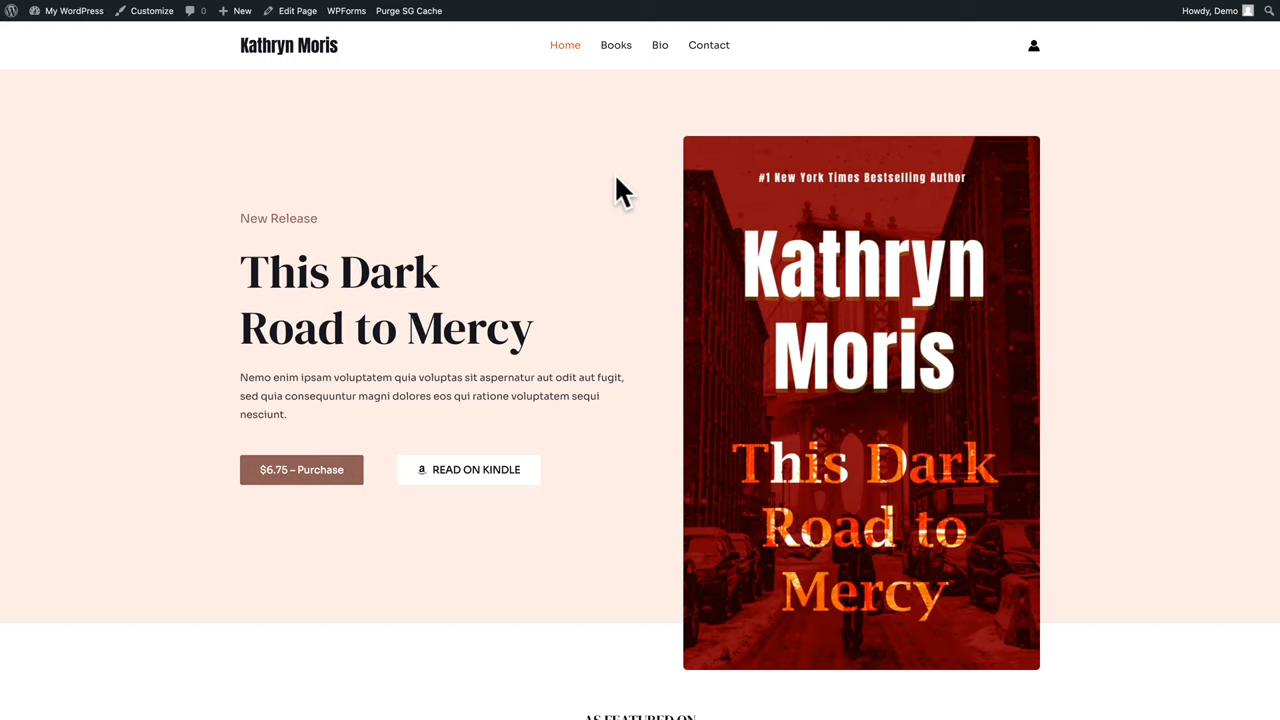 My WordPress Customize 0 New Edit Page WPForms Purge SG Cache Howdy, Demo
Kathryn Moris Home Books Bio Contact
New Release
This Dark
Road to Mercy
Nemo enim ipsam voluptatem quia voluptas sit aspernatur aut odit aut fugit,
sed quia consequuntur magni dolores eos qui ratione voluptatem sequi
nesciunt.
$6.75 – Purchase READ ON KINDLE
#1 New York Times Bestselling Author
Kathryn
Moris
This Dark
Road to
Mercy
AS FEATURED ON